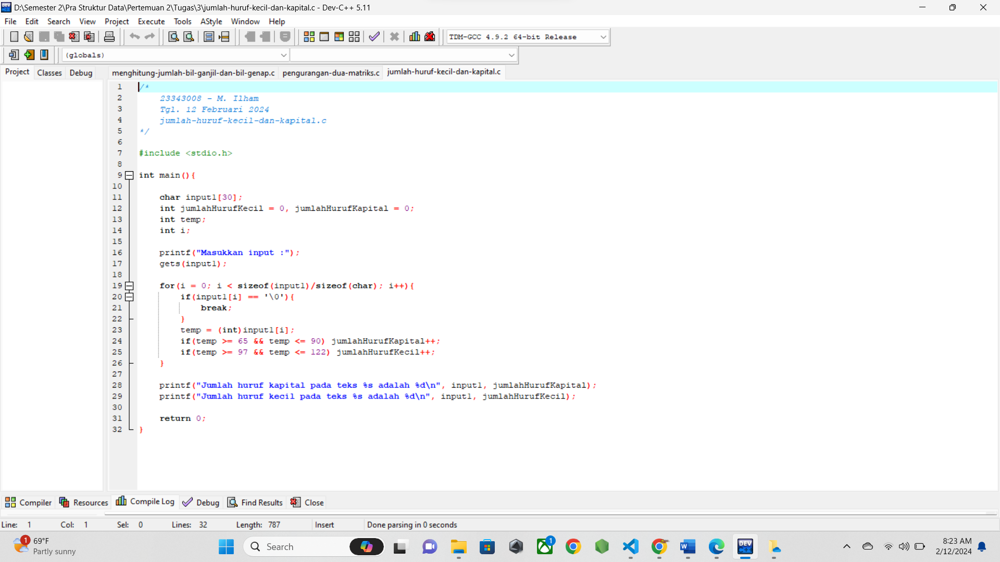 D:\Semester 2\Pra Struktur Data\Pertemuan 2\Tugas\3\jumlah-huruf-kecil-dan-kapital.c - Dev-C++ 5.11
File Edit Search View Project Execute Tools AStyle Window Help
TDM-GCC 4.9.2 64-bit Release
(globals)
Project Classes Debug menghitung-jumlah-bil-ganjil-dan-bil-genap.c pengurangan-dua-matriks.c jumlah-huruf-kecil-dan-kapital.c
1 /*
2 23343008 - M. Ilham
3 Tgl. 12 Februari 2024
4 jumlah-huruf-kecil-dan-kapital.c
5 */
6
7 #include <stdio.h>
8
9 int main(){
10
11 char input1[30];
12 int jumlahHurufKecil = 0, jumlahHurufKapital = 0;
13 int temp;
14 int i;
15
16 printf("Masukkan input :");
17 gets(input1);
18
19 for(i = 0; i < sizeof(input1)/sizeof(char); i++){
20 if(input1[i] == '\0'){
21 break;
22 }
23 temp = (int)input1[i];
24 if(temp >= 65 && temp <= 90) jumlahHurufKapital++;
25 if(temp >= 97 && temp <= 122) jumlahHurufKecil++;
26 }
27
28 printf("Jumlah huruf kapital pada teks %s adalah %d\n", input1, jumlahHurufKapital);
29 printf("Jumlah huruf kecil pada teks %s adalah %d\n", input1, jumlahHurufKecil);
30
31 return 0;
32 }
Compiler Resources Compile Log Debug Find Results Close
Line: 1 Col: 1 Sel: 0 Lines: 32 Length: 787 Insert Done parsing in 0 seconds
1 69°F
Partly sunny
Search
1
W
DEV C++
8:23 AM
2/12/2024